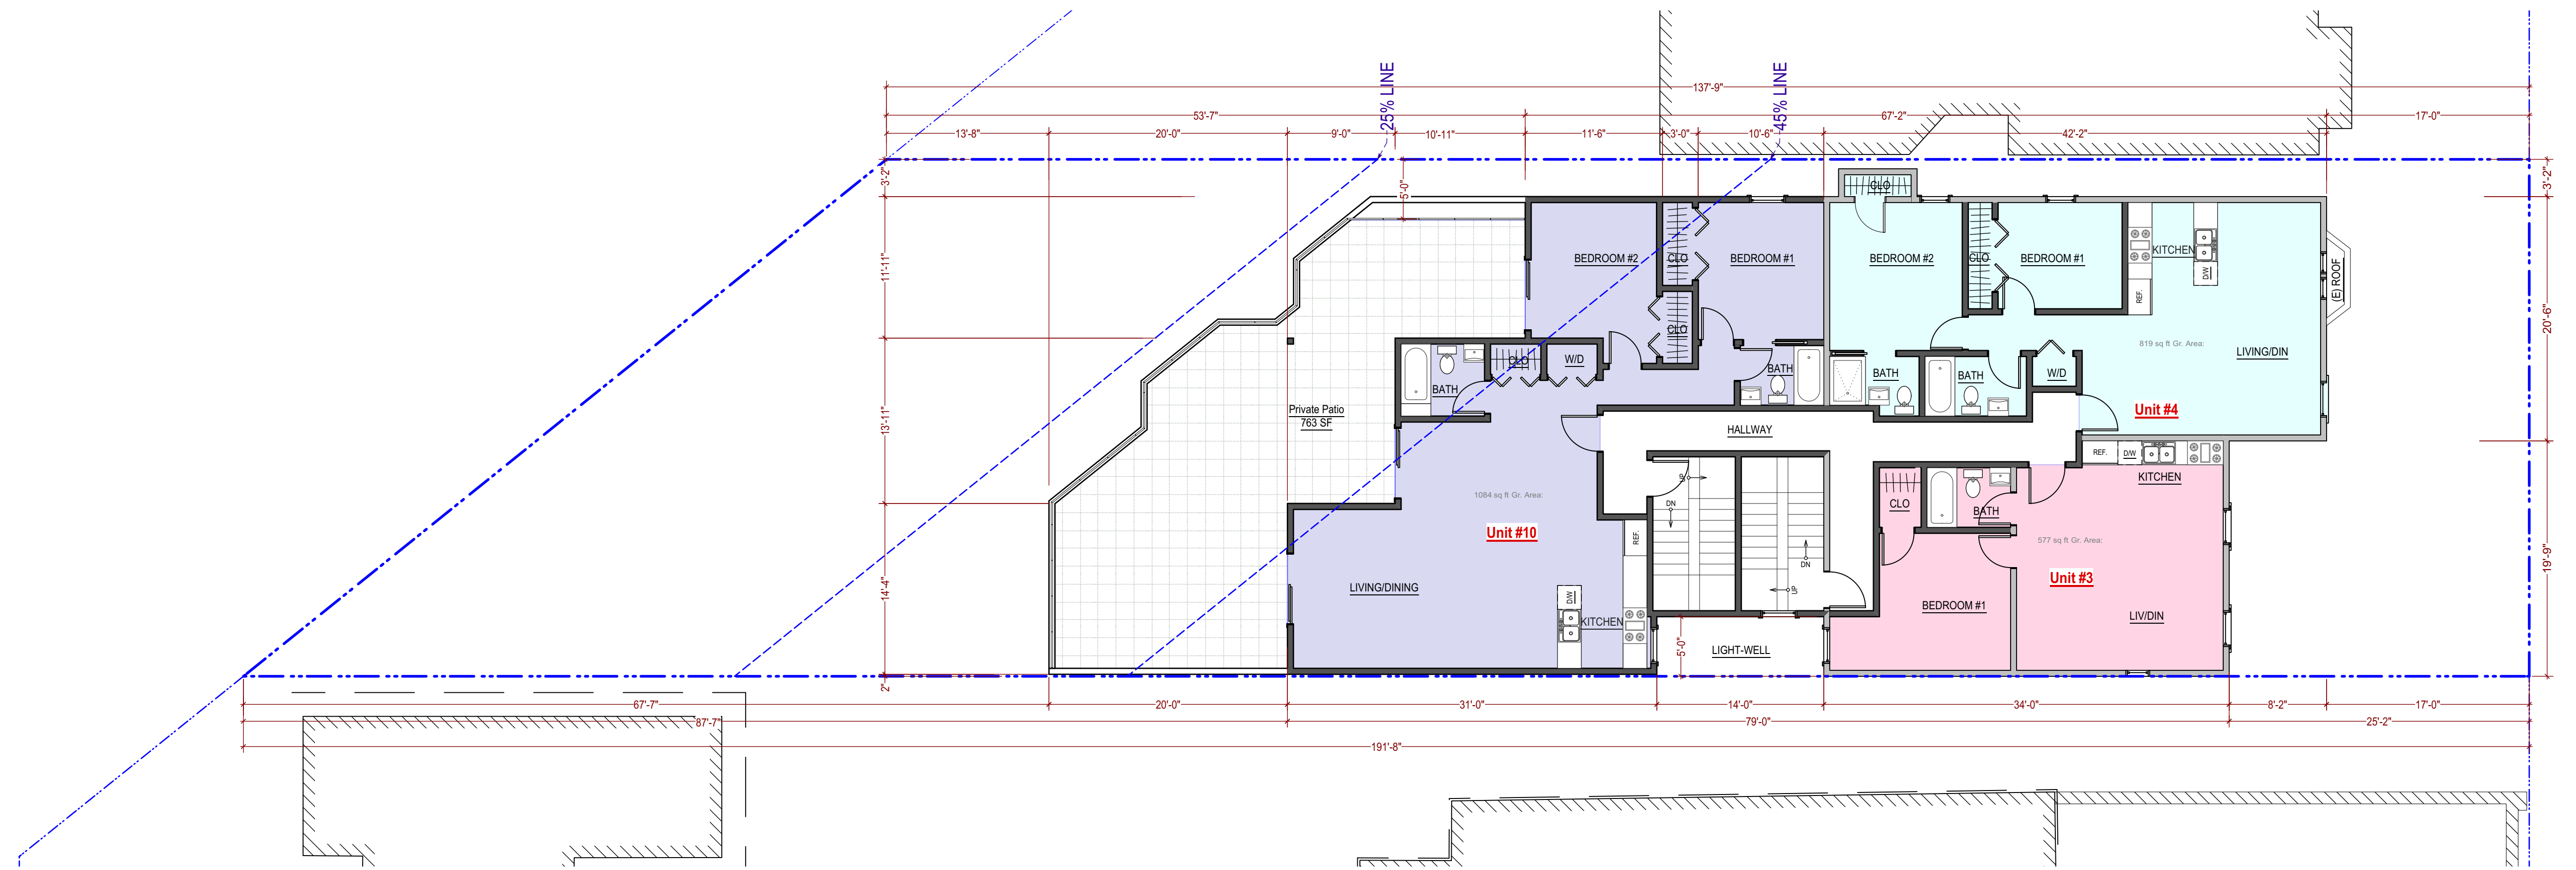 25% LINE
45% LINE
137'-9"
53'-7"
67'-2"
17'-0"
13'-8"
20'-0"
9'-0"
10'-11"
11'-6"
3'-0"
10'-6"
42'-2"
3'-2"
5'-0"
3'-2"
CLO
11'-11"
BEDROOM #2
CLO
BEDROOM #1
BEDROOM #2
CLO
BEDROOM #1
KITCHEN
D/W
REF.
(E) ROOF
20'-6"
CLO
819 sq ft Gr. Area:
LIVING/DIN
CLO
W/D
BATH
BATH
BATH
BATH
W/D
Private Patio
763 SF
Unit #4
13'-11"
HALLWAY
REF.
D/W
KITCHEN
UP
DN
1084 sq ft Gr. Area:
CLO
BATH
Unit #10
REF.
577 sq ft Gr. Area:
DN
19'-9"
Unit #3
14'-4"
LIVING/DINING
D/W
UP
BEDROOM #1
KITCHEN
LIV/DIN
5'-0"
LIGHT-WELL
2"
67'-7"
20'-0"
31'-0"
14'-0"
34'-0"
8'-2"
17'-0"
87'-7"
79'-0"
25'-2"
191'-8"